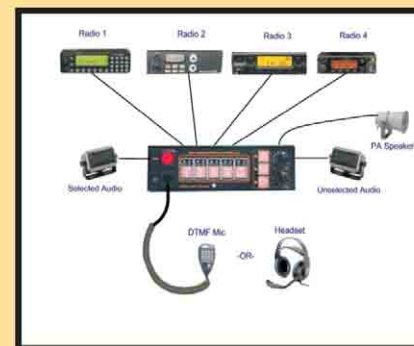 Radio 1 Radio 2 Radio 3 Radio 4
PA Speaker
Selected Audio Unselected Audio
DTMF Mic -OR- Headset